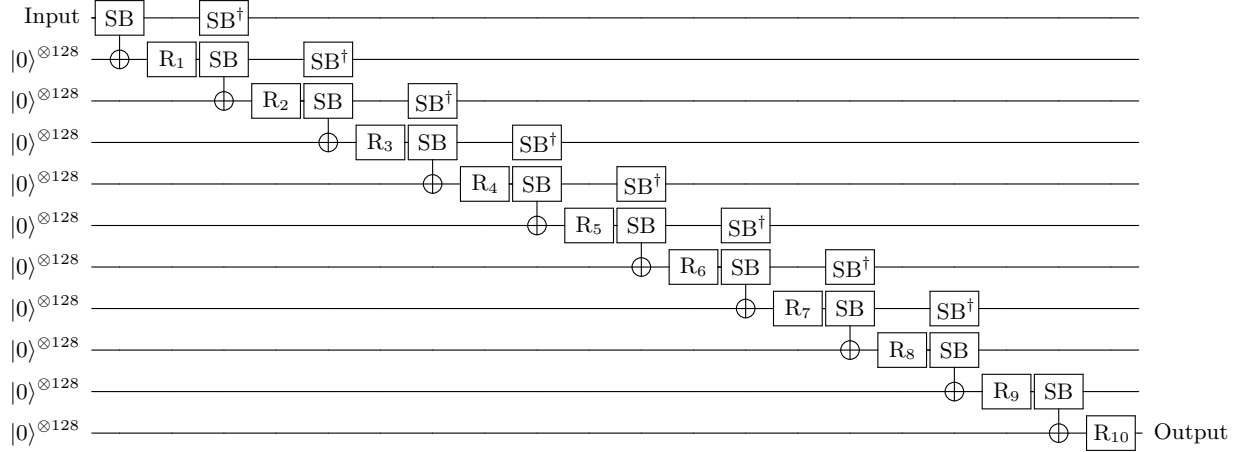 Input SB SB†
|0⟩⊗128 R1 SB SB†
|0⟩⊗128 R2 SB SB†
|0⟩⊗128 R3 SB SB†
|0⟩⊗128 R4 SB SB†
|0⟩⊗128 R5 SB SB†
|0⟩⊗128 R6 SB SB†
|0⟩⊗128 R7 SB SB†
|0⟩⊗128 R8 SB
|0⟩⊗128 R9 SB
|0⟩⊗128 R10 Output